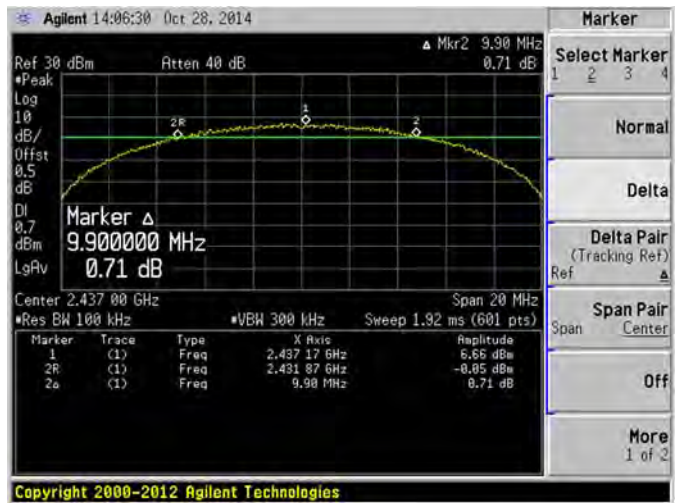 Agilent 14:06:30 Oct 28, 2014
Marker
Δ Mkr2 9.90 MHz
Ref 30 dBm Atten 40 dB 0.71 dB
#Peak
Log
10
dB/
Offst
0.5
dB
DI
0.7
dBm
LgAv
2R
1
2
Marker Δ
9.900000 MHz
0.71 dB
Center 2.437 00 GHz Span 20 MHz
#Res BW 100 kHz #VBW 300 kHz Sweep 1.92 ms (601 pts)
Marker Trace Type X Axis Amplitude
1 (1) Freq 2.437 17 GHz 6.66 dBm
2R (1) Freq 2.431 87 GHz -0.05 dBm
2Δ (1) Freq 9.90 MHz 0.71 dB
Select Marker
1 2 3 4
Normal
Delta
Delta Pair
(Tracking Ref)
Ref Δ
Span Pair
Span Center
Off
More
1 of 2
Copyright 2000-2012 Agilent Technologies